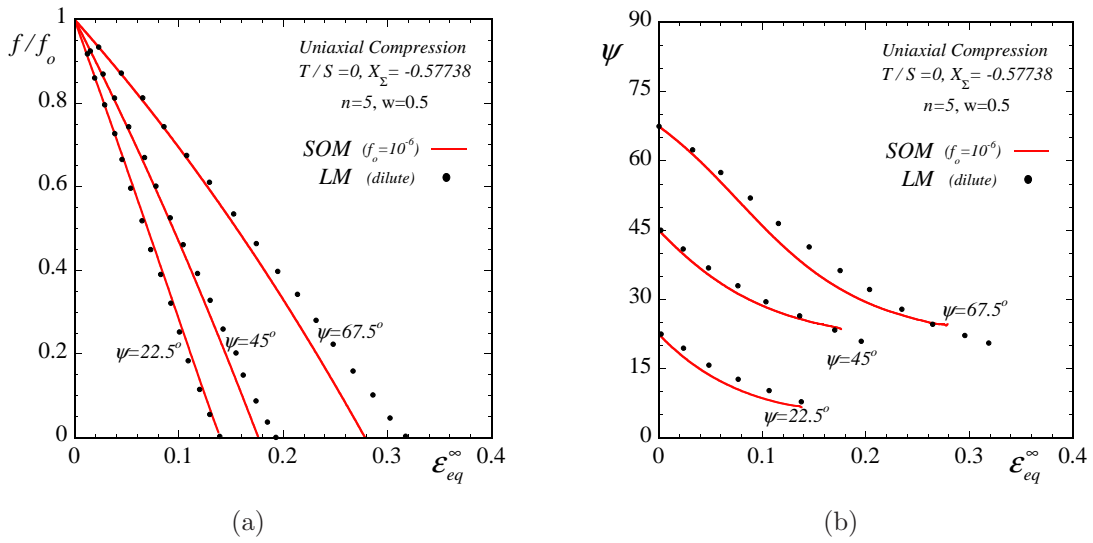 f/f_o
1
0.8
0.6
0.4
0.2
0
Uniaxial Compression
T / S =0, X_Σ= -0.57738
n=5, w=0.5
SOM (f_o=10^-6)
LM (dilute)
ψ=22.5^o
ψ=45^o
ψ=67.5^o
0 0.1 0.2 0.3 0.4
ε_eq^∞
(a)
ψ
90
75
60
45
30
15
0
Uniaxial Compression
T / S =0, X_Σ= -0.57738
n=5, w=0.5
SOM (f_o=10^-6)
LM (dilute)
ψ=67.5^o
ψ=45^o
ψ=22.5^o
0 0.1 0.2 0.3 0.4
ε_eq^∞
(b)